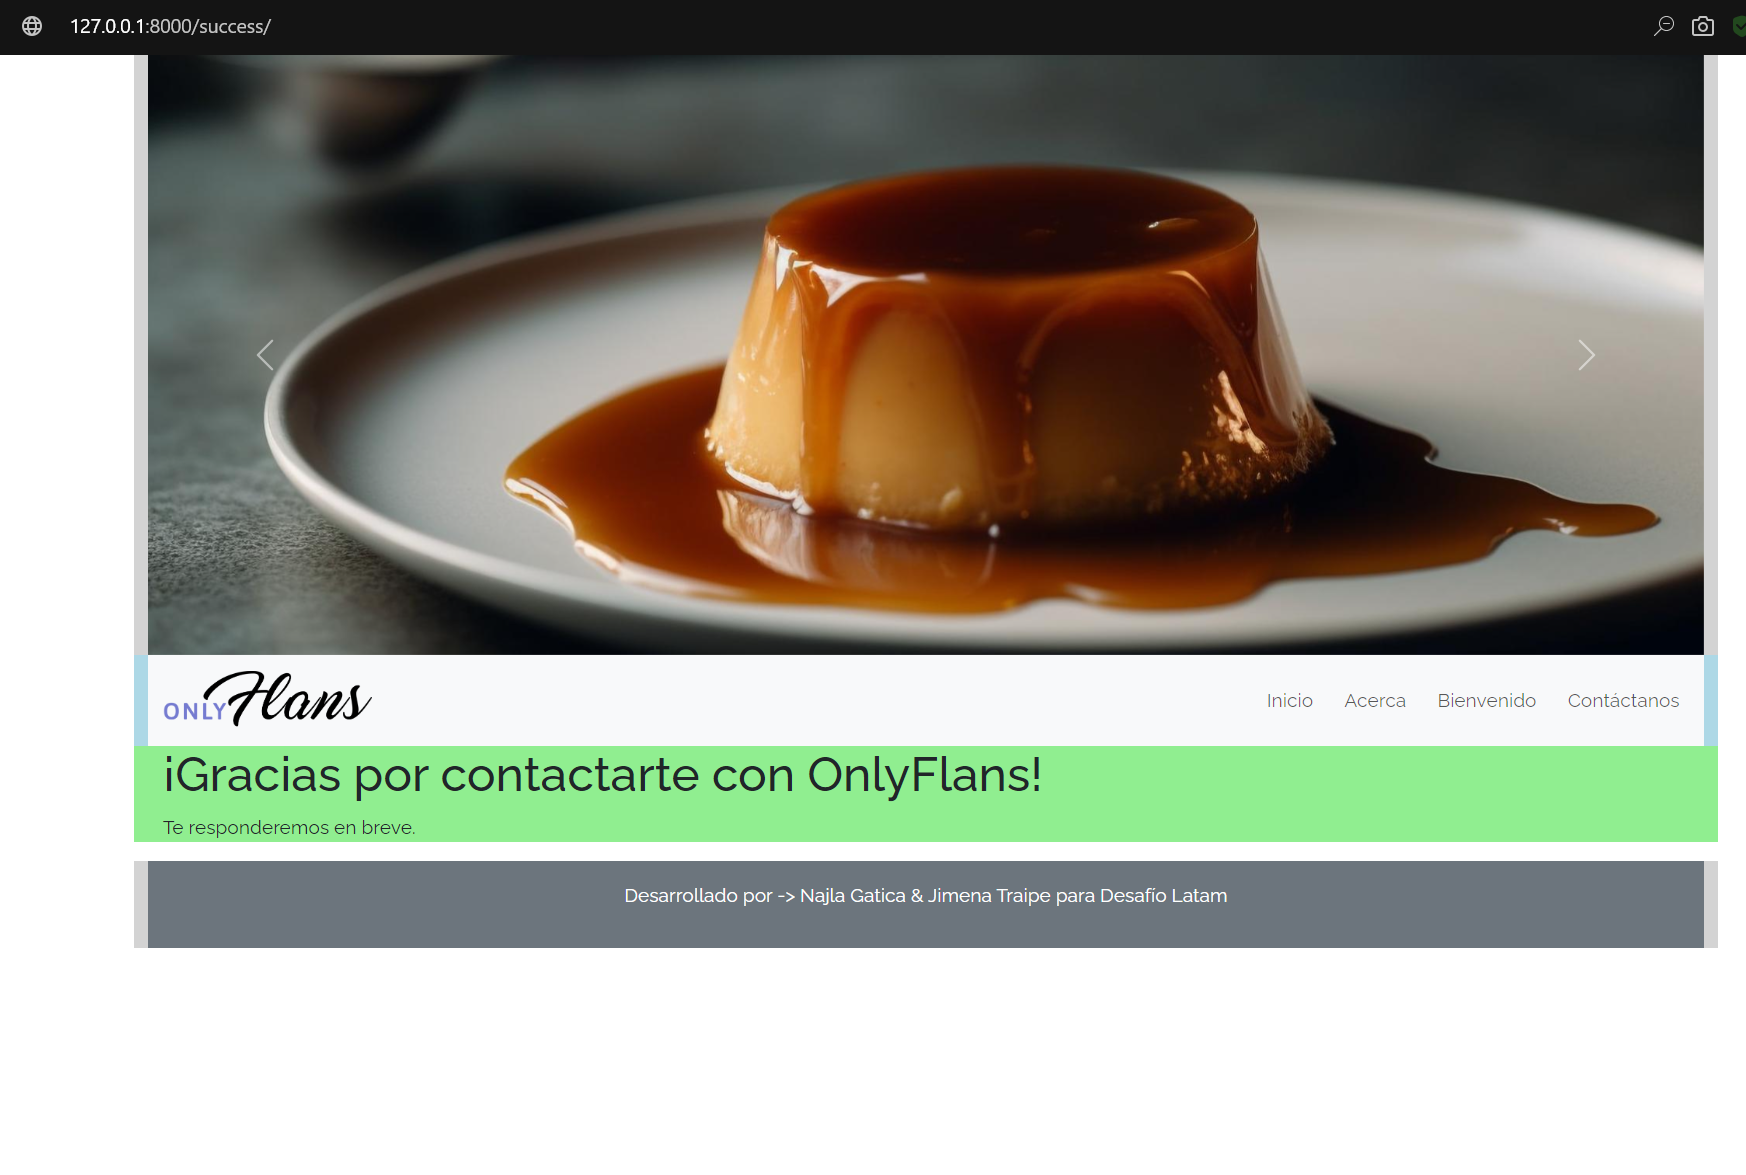 127.0.0.1:8000/success/
ONLY Flans
Inicio Acerca Bienvenido Contáctanos
¡Gracias por contactarte con OnlyFlans!
Te responderemos en breve.
Desarrollado por -> Najla Gatica & Jimena Traipe para Desafío Latam